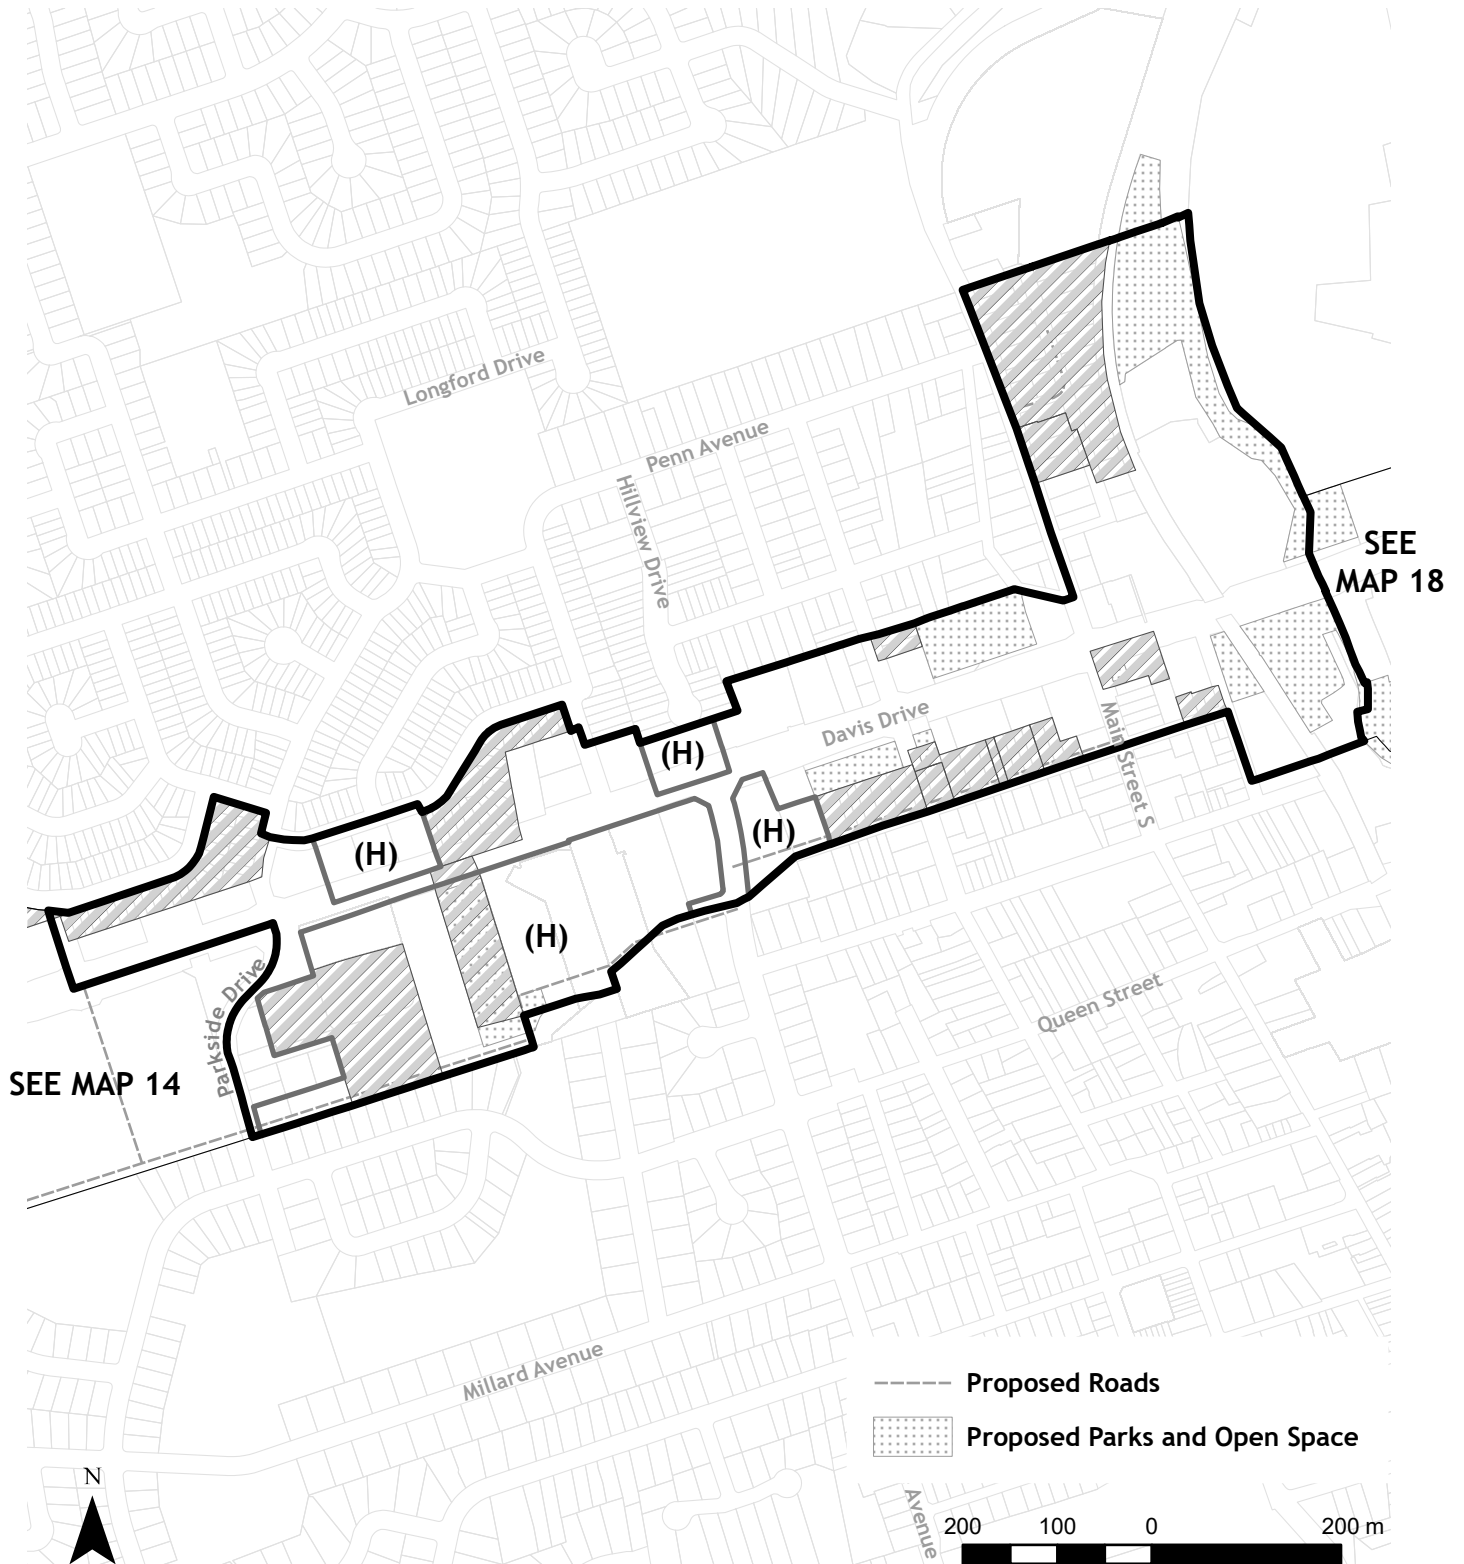 Longford Drive
Penn Avenue
Hillview Drive
SEE
MAP 18
Davis Drive
Main Street S
(H)
(H)
(H)
(H)
Parkside Drive
Queen Street
SEE MAP 14
Millard Avenue
Proposed Roads
Proposed Parks and Open Space
N
Avenue
200 100 0 200 m